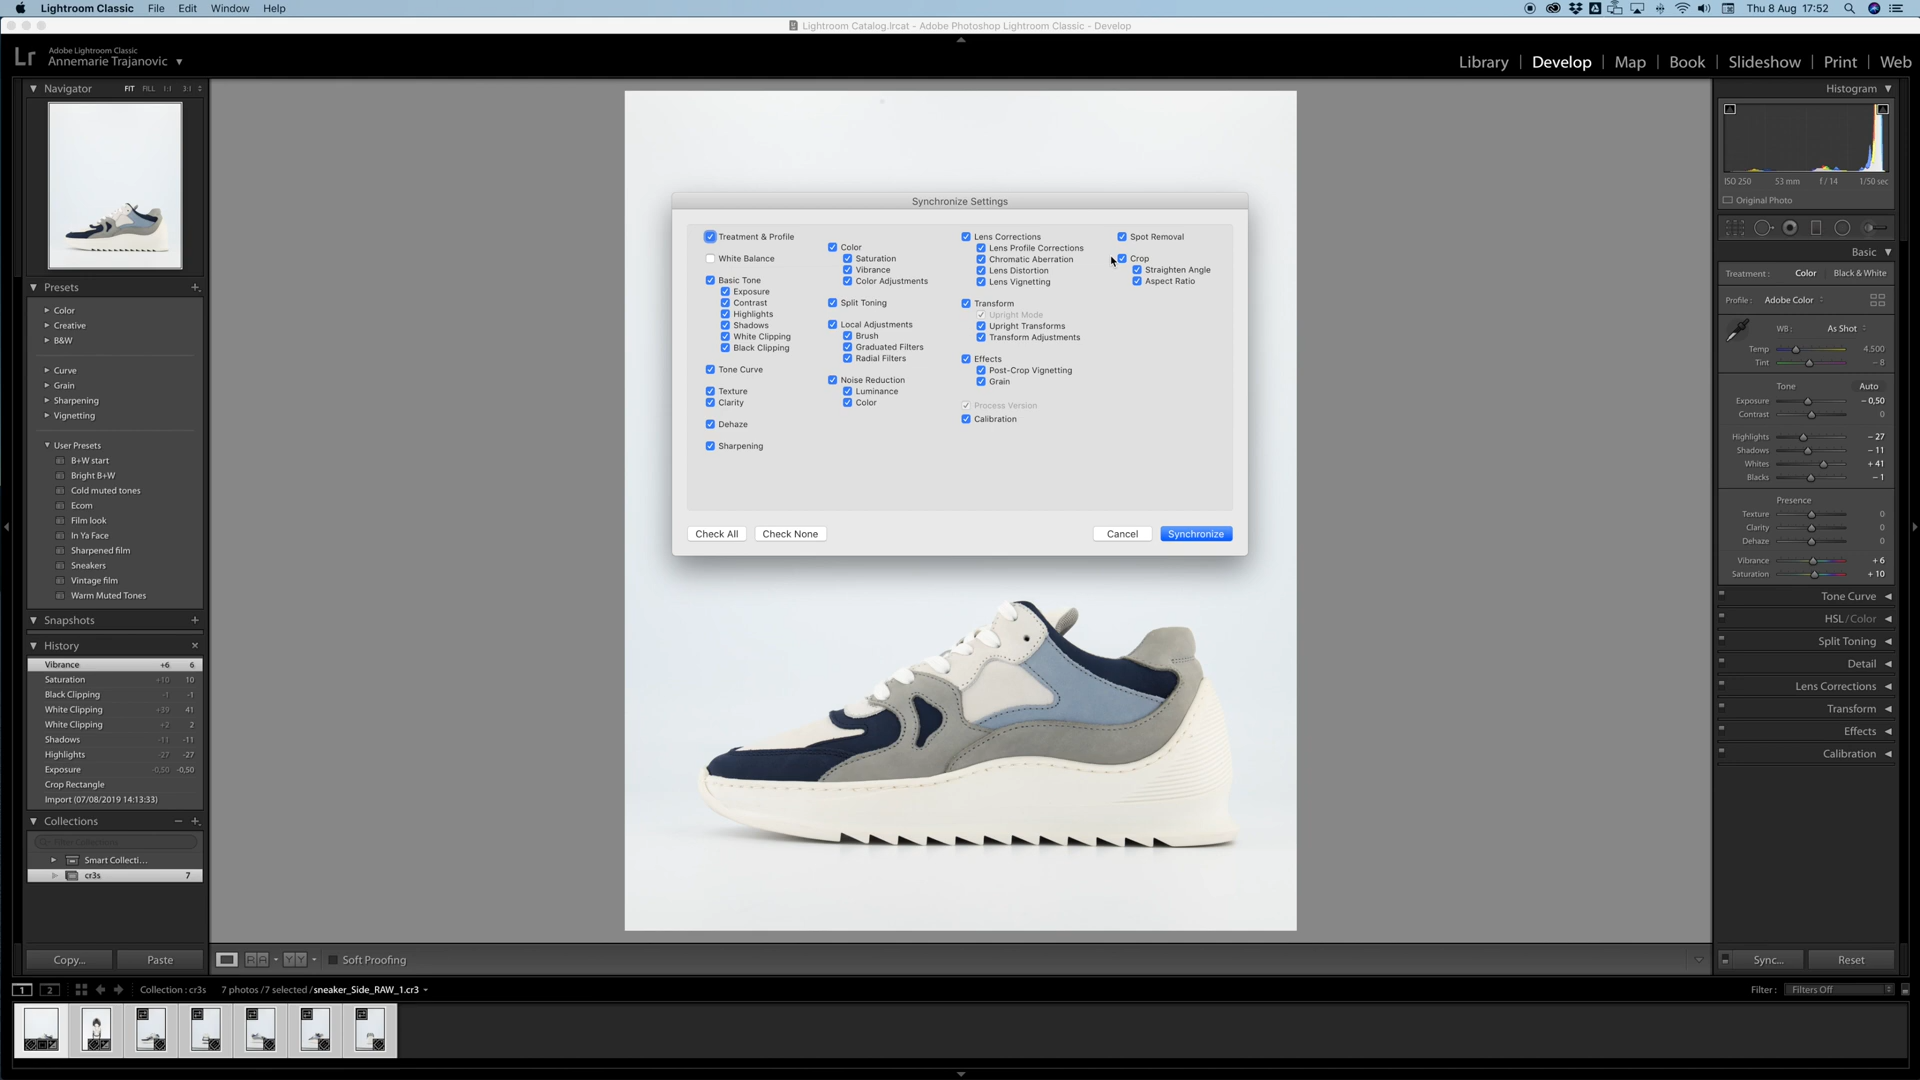 Lightroom Classic File Edit Window Help
Thu 8 Aug 17:52
Lightroom Catalog.lrcat - Adobe Photoshop Lightroom Classic - Develop
Lr
Adobe Lightroom Classic
Annemarie Trajanovic
Library | Develop | Map | Book | Slideshow | Print | Web
Navigator FIT FILL 1:1 3:1
Presets +
Color
Creative
B&W
Curve
Grain
Sharpening
Vignetting
User Presets
B+W start
Bright B+W
Cold muted tones
Ecom
Film look
In Ya Face
Sharpened film
Sneakers
Vintage film
Warm Muted Tones
Snapshots +
History ×
Vibrance +6 6
Saturation +10 10
Black Clipping -1 -1
White Clipping +39 41
White Clipping +2 2
Shadows -11 -11
Highlights -27 -27
Exposure -0,50 -0,50
Crop Rectangle
Import (07/08/2019 14:13:33)
Collections − +
Filter Collections
Smart Collecti...
cr3s 7
Copy... Paste
Synchronize Settings
Treatment & Profile
White Balance
Basic Tone
Exposure
Contrast
Highlights
Shadows
White Clipping
Black Clipping
Tone Curve
Texture
Clarity
Dehaze
Sharpening
Color
Saturation
Vibrance
Color Adjustments
Split Toning
Local Adjustments
Brush
Graduated Filters
Radial Filters
Noise Reduction
Luminance
Color
Lens Corrections
Lens Profile Corrections
Chromatic Aberration
Lens Distortion
Lens Vignetting
Transform
Upright Mode
Upright Transforms
Transform Adjustments
Effects
Post-Crop Vignetting
Grain
Process Version
Calibration
Spot Removal
Crop
Straighten Angle
Aspect Ratio
Check All Check None Cancel Synchronize
Histogram
ISO 250 53 mm f / 14 1/50 sec
Original Photo
Basic
Treatment : Color Black & White
Profile : Adobe Color
WB : As Shot
Temp 4.500
Tint − 8
Tone Auto
Exposure − 0,50
Contrast 0
Highlights − 27
Shadows − 11
Whites + 41
Blacks − 1
Presence
Texture 0
Clarity 0
Dehaze 0
Vibrance + 6
Saturation + 10
Tone Curve
HSL / Color
Split Toning
Detail
Lens Corrections
Transform
Effects
Calibration
Sync... Reset
R A Y Y Soft Proofing
1 2 Collection : cr3s 7 photos /7 selected /sneaker_Side_RAW_1.cr3
Filter : Filters Off